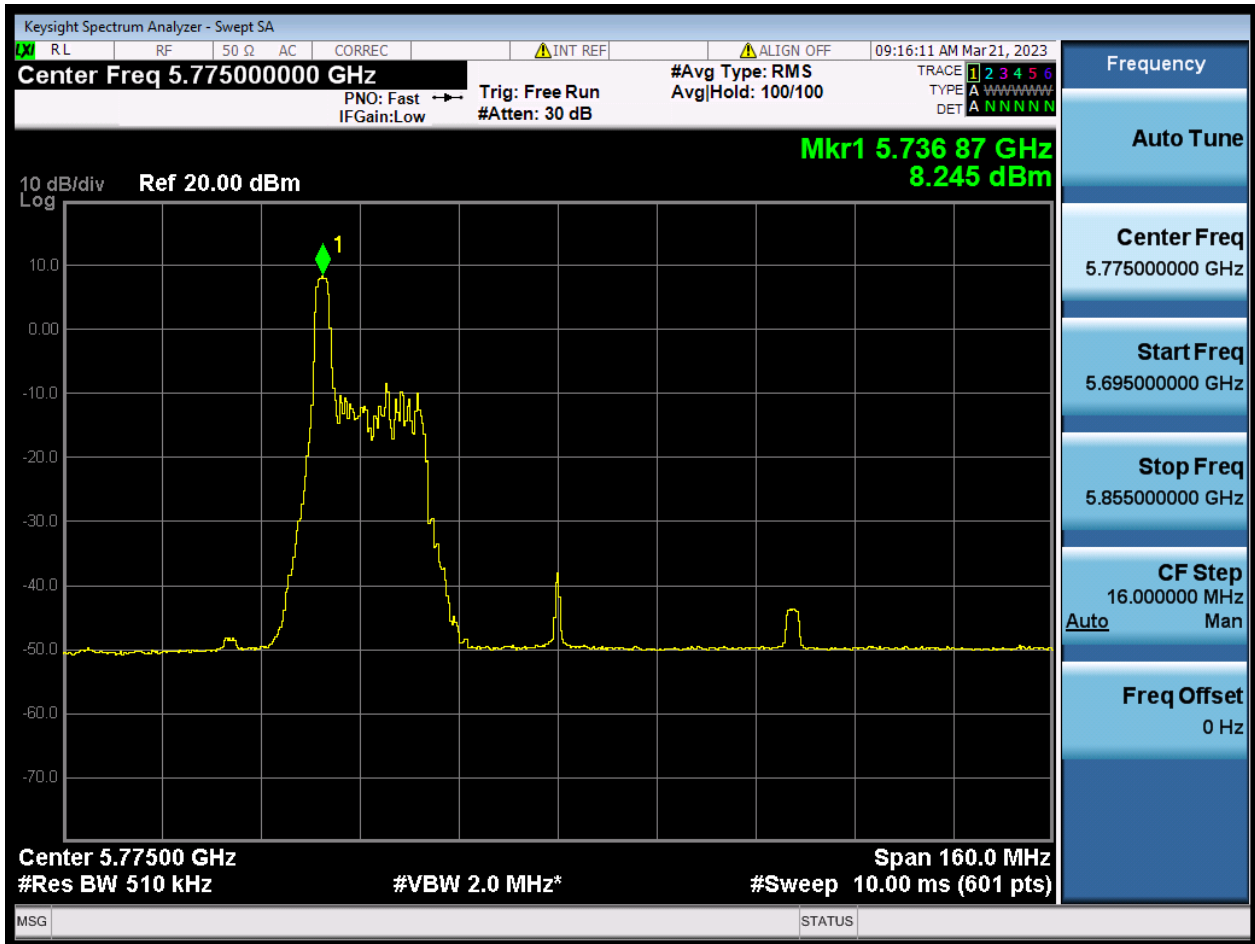 Keysight Spectrum Analyzer - Swept SA
LXI RL RF 50 Ω AC CORREC INT REF ALIGN OFF 09:16:11 AM Mar 21, 2023
Center Freq 5.775000000 GHz
PNO: Fast
IFGain:Low
Trig: Free Run
#Atten: 30 dB
#Avg Type: RMS
Avg|Hold: 100/100
TRACE 1 2 3 4 5 6
TYPE A WWWWW
DET A N N N N N
Mkr1 5.736 87 GHz
8.245 dBm
10 dB/div Ref 20.00 dBm
Log
1
10.0
0.00
-10.0
-20.0
-30.0
-40.0
-50.0
-60.0
-70.0
Center 5.77500 GHz Span 160.0 MHz
#Res BW 510 kHz #VBW 2.0 MHz* #Sweep 10.00 ms (601 pts)
MSG STATUS
Frequency
Auto Tune
Center Freq
5.775000000 GHz
Start Freq
5.695000000 GHz
Stop Freq
5.855000000 GHz
CF Step
16.000000 MHz
Auto Man
Freq Offset
0 Hz